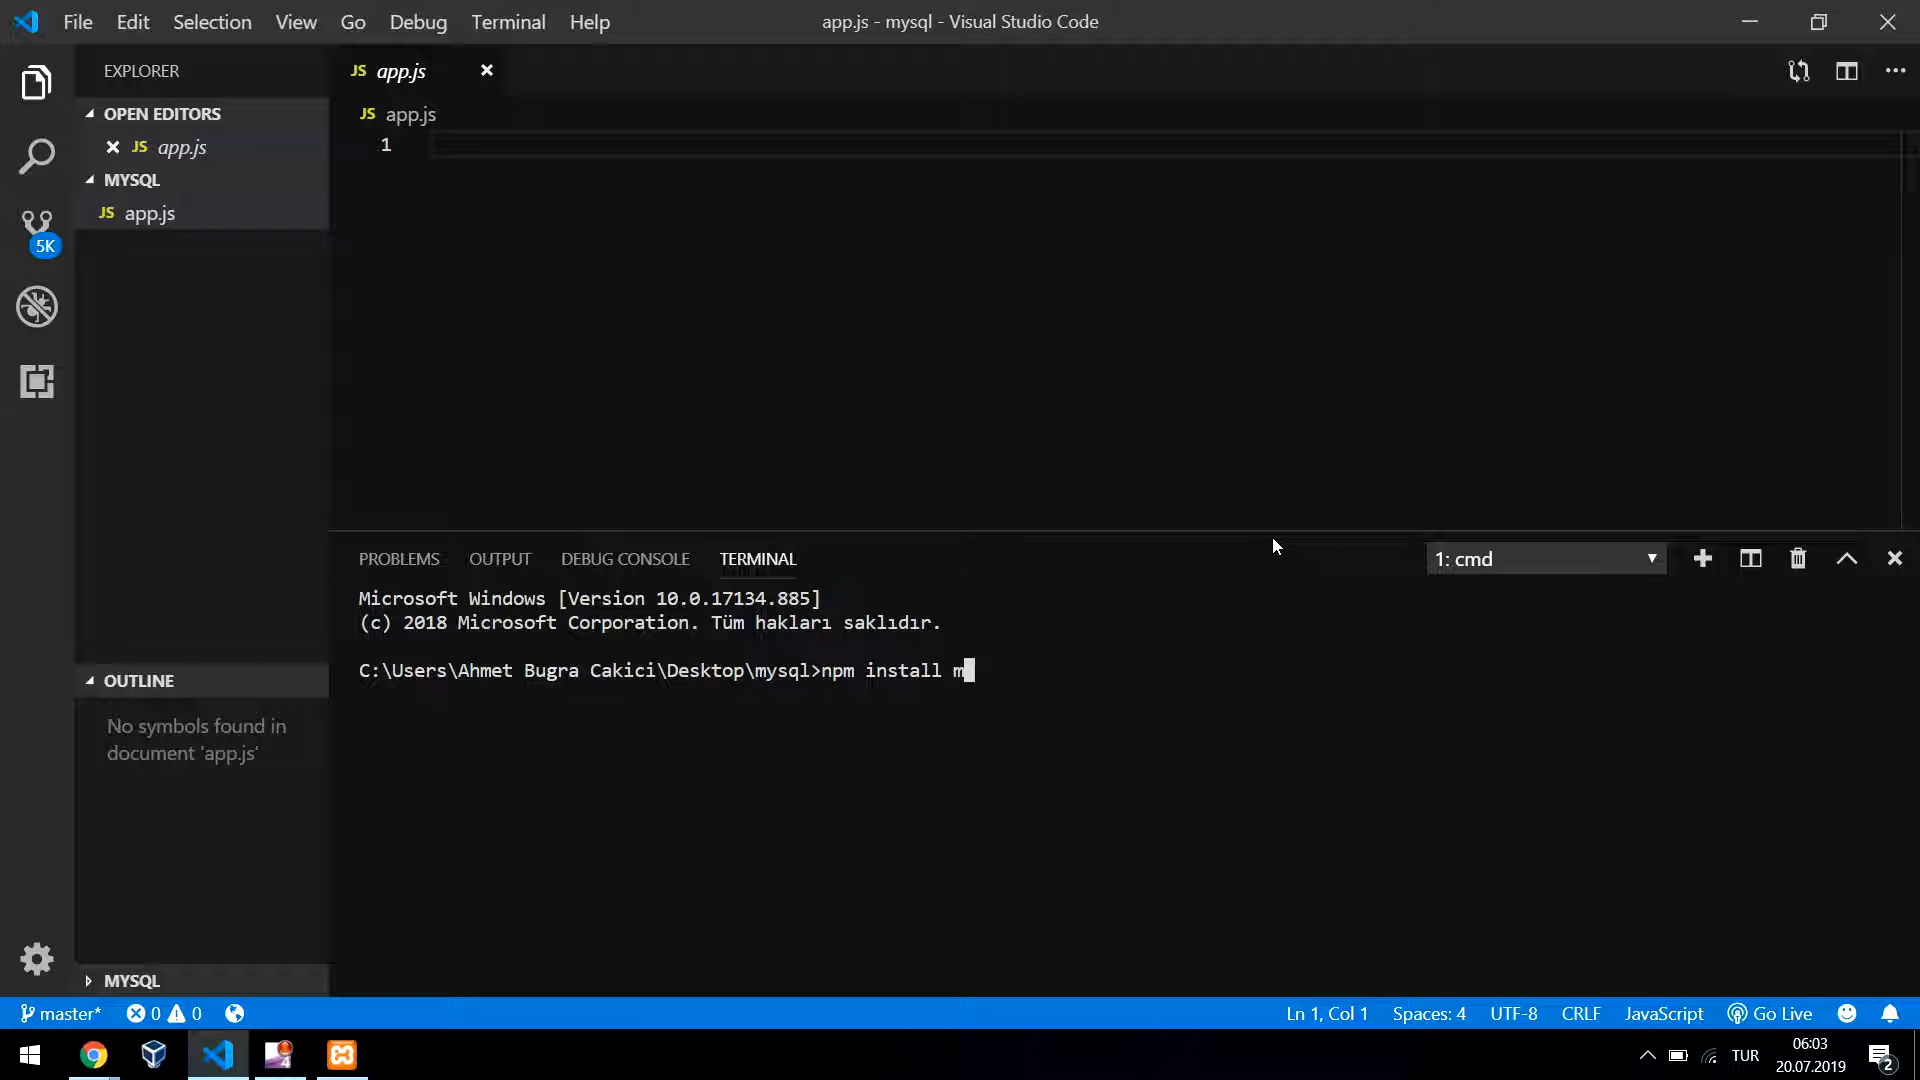 File Edit Selection View Go Debug Terminal Help
app.js - mysql - Visual Studio Code
EXPLORER
OPEN EDITORS
JS app.js
MYSQL
JS app.js
5K
OUTLINE
No symbols found in
document 'app.js'
MYSQL
JS app.js
JS app.js
1
PROBLEMS OUTPUT DEBUG CONSOLE TERMINAL
1: cmd
Microsoft Windows [Version 10.0.17134.885]
(c) 2018 Microsoft Corporation. Tüm hakları saklıdır.
C:\Users\Ahmet Bugra Cakici\Desktop\mysql>npm install m
master* 0 0
Ln 1, Col 1 Spaces: 4 UTF-8 CRLF JavaScript Go Live
4
TUR
06:03
20.07.2019
2